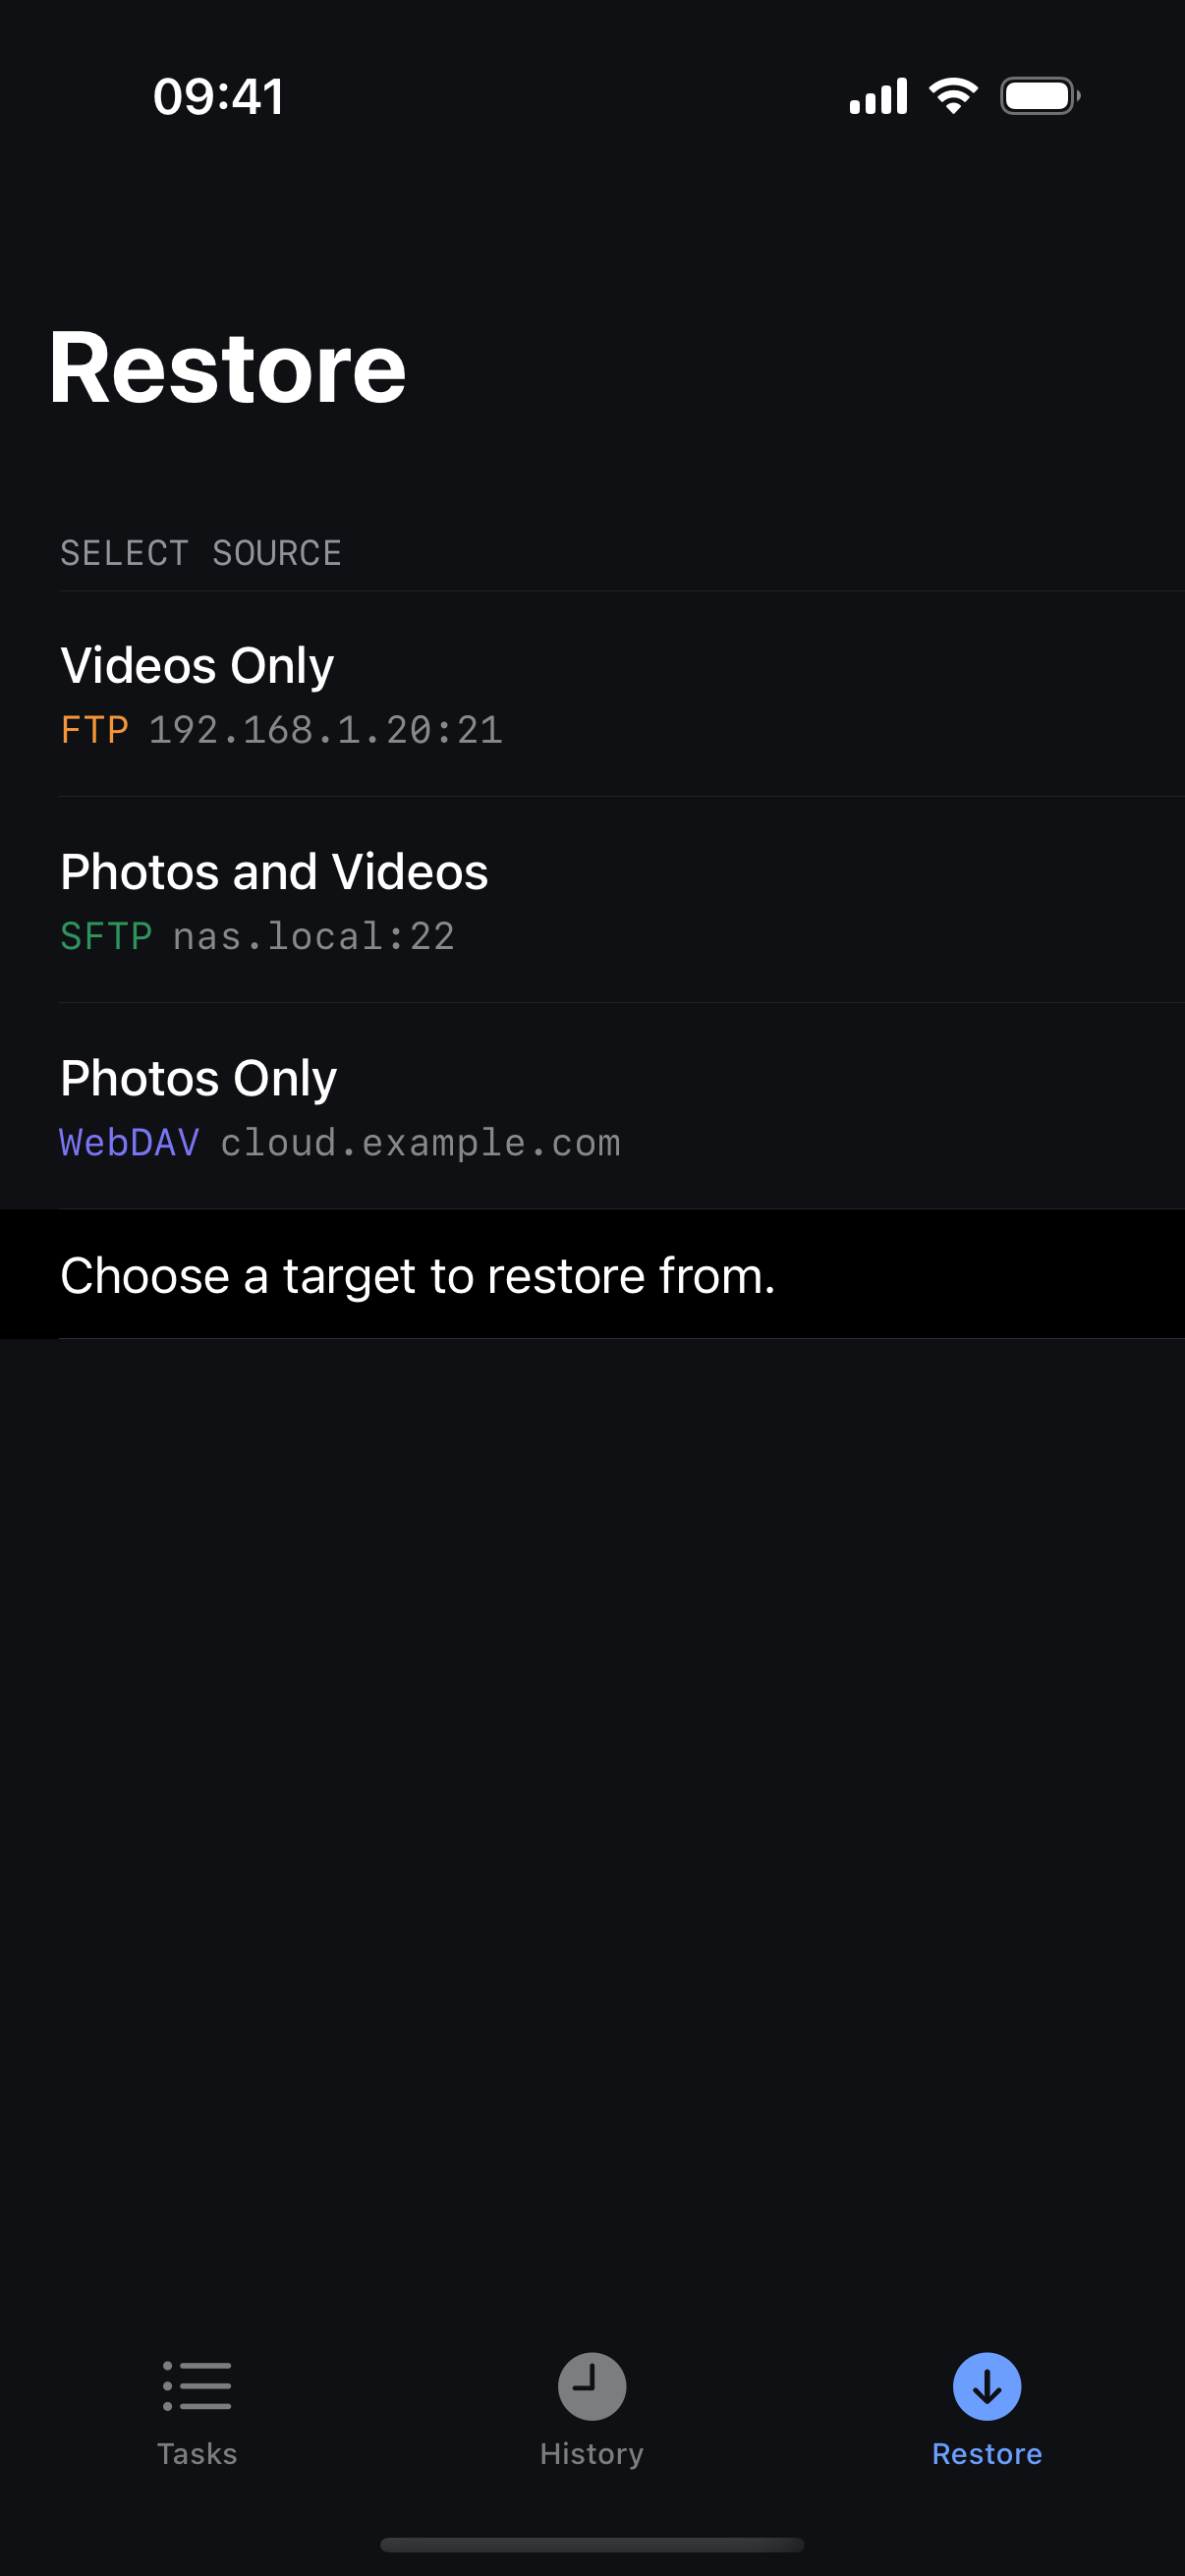 09:41
Restore
SELECT SOURCE
Videos Only
FTP 192.168.1.20:21
Photos and Videos
SFTP nas.local:22
Photos Only
WebDAV cloud.example.com
Choose a target to restore from.
Tasks
History
Restore